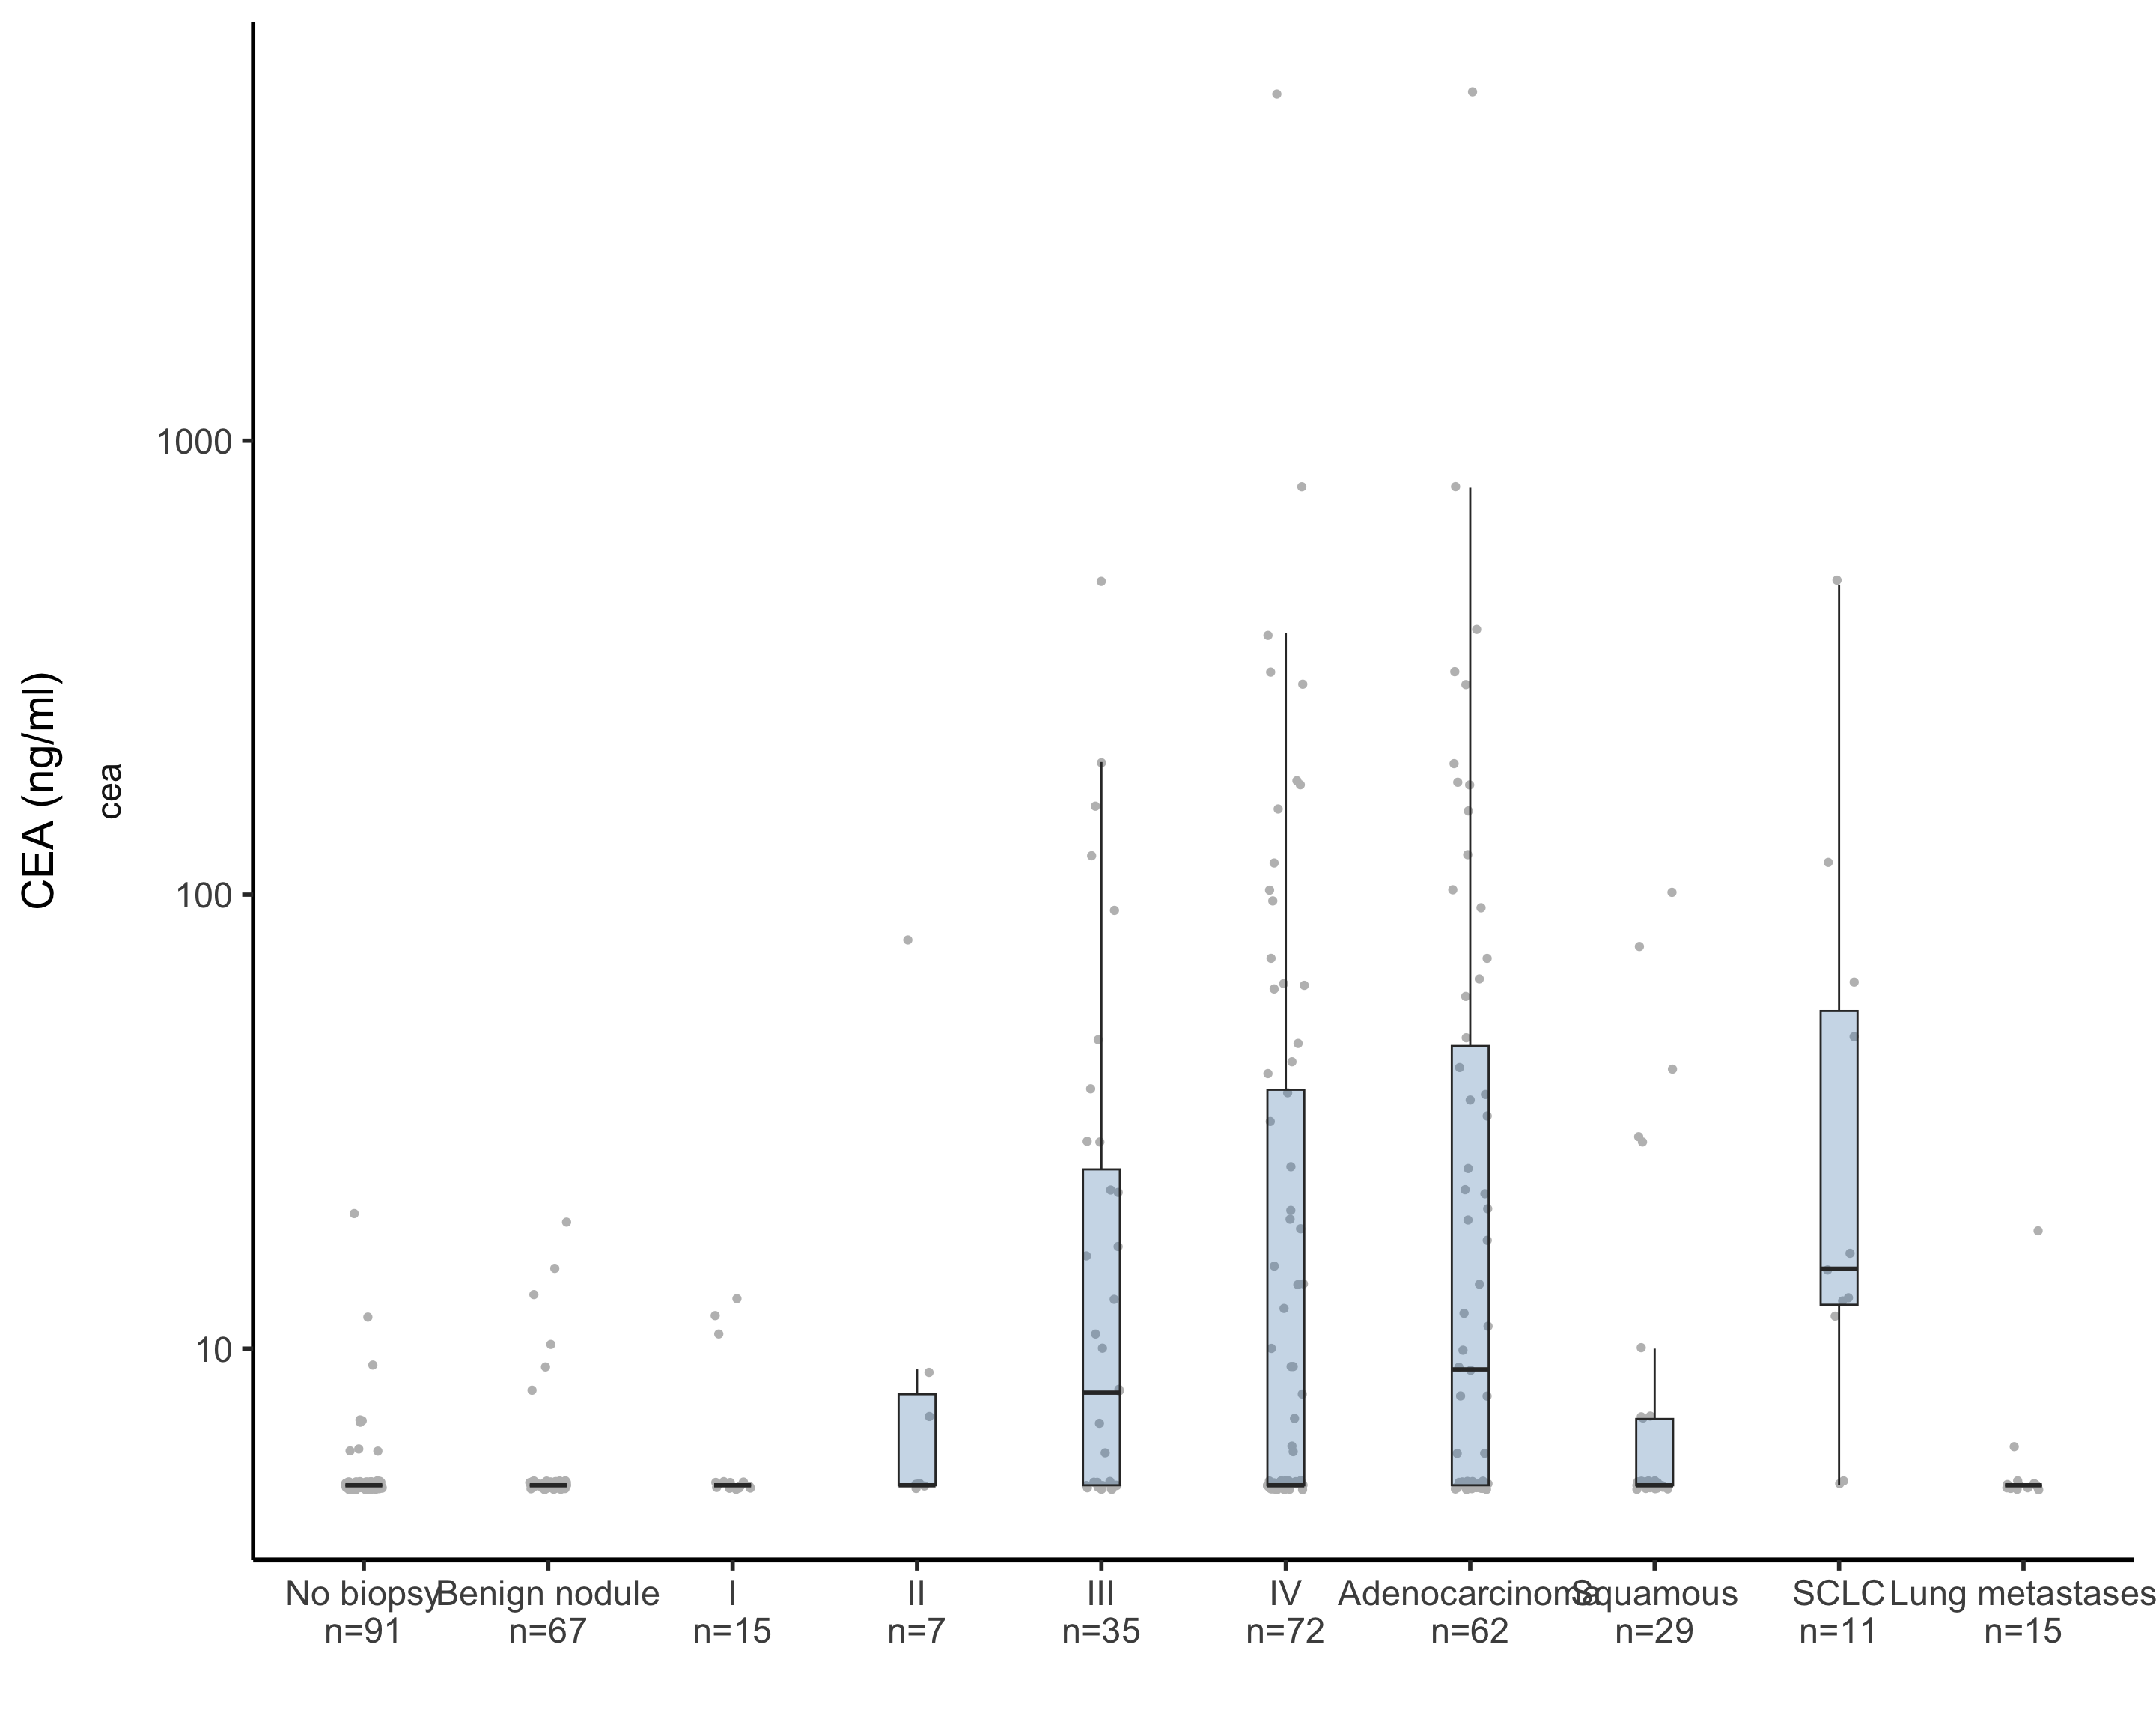 CEA (ng/ml)
cea
1000
100
10
No biopsy Benign nodule I II III IV Adenocarcinoma Squamous SCLC Lung metastases
n=91 n=67 n=15 n=7 n=35 n=72 n=62 n=29 n=11 n=15